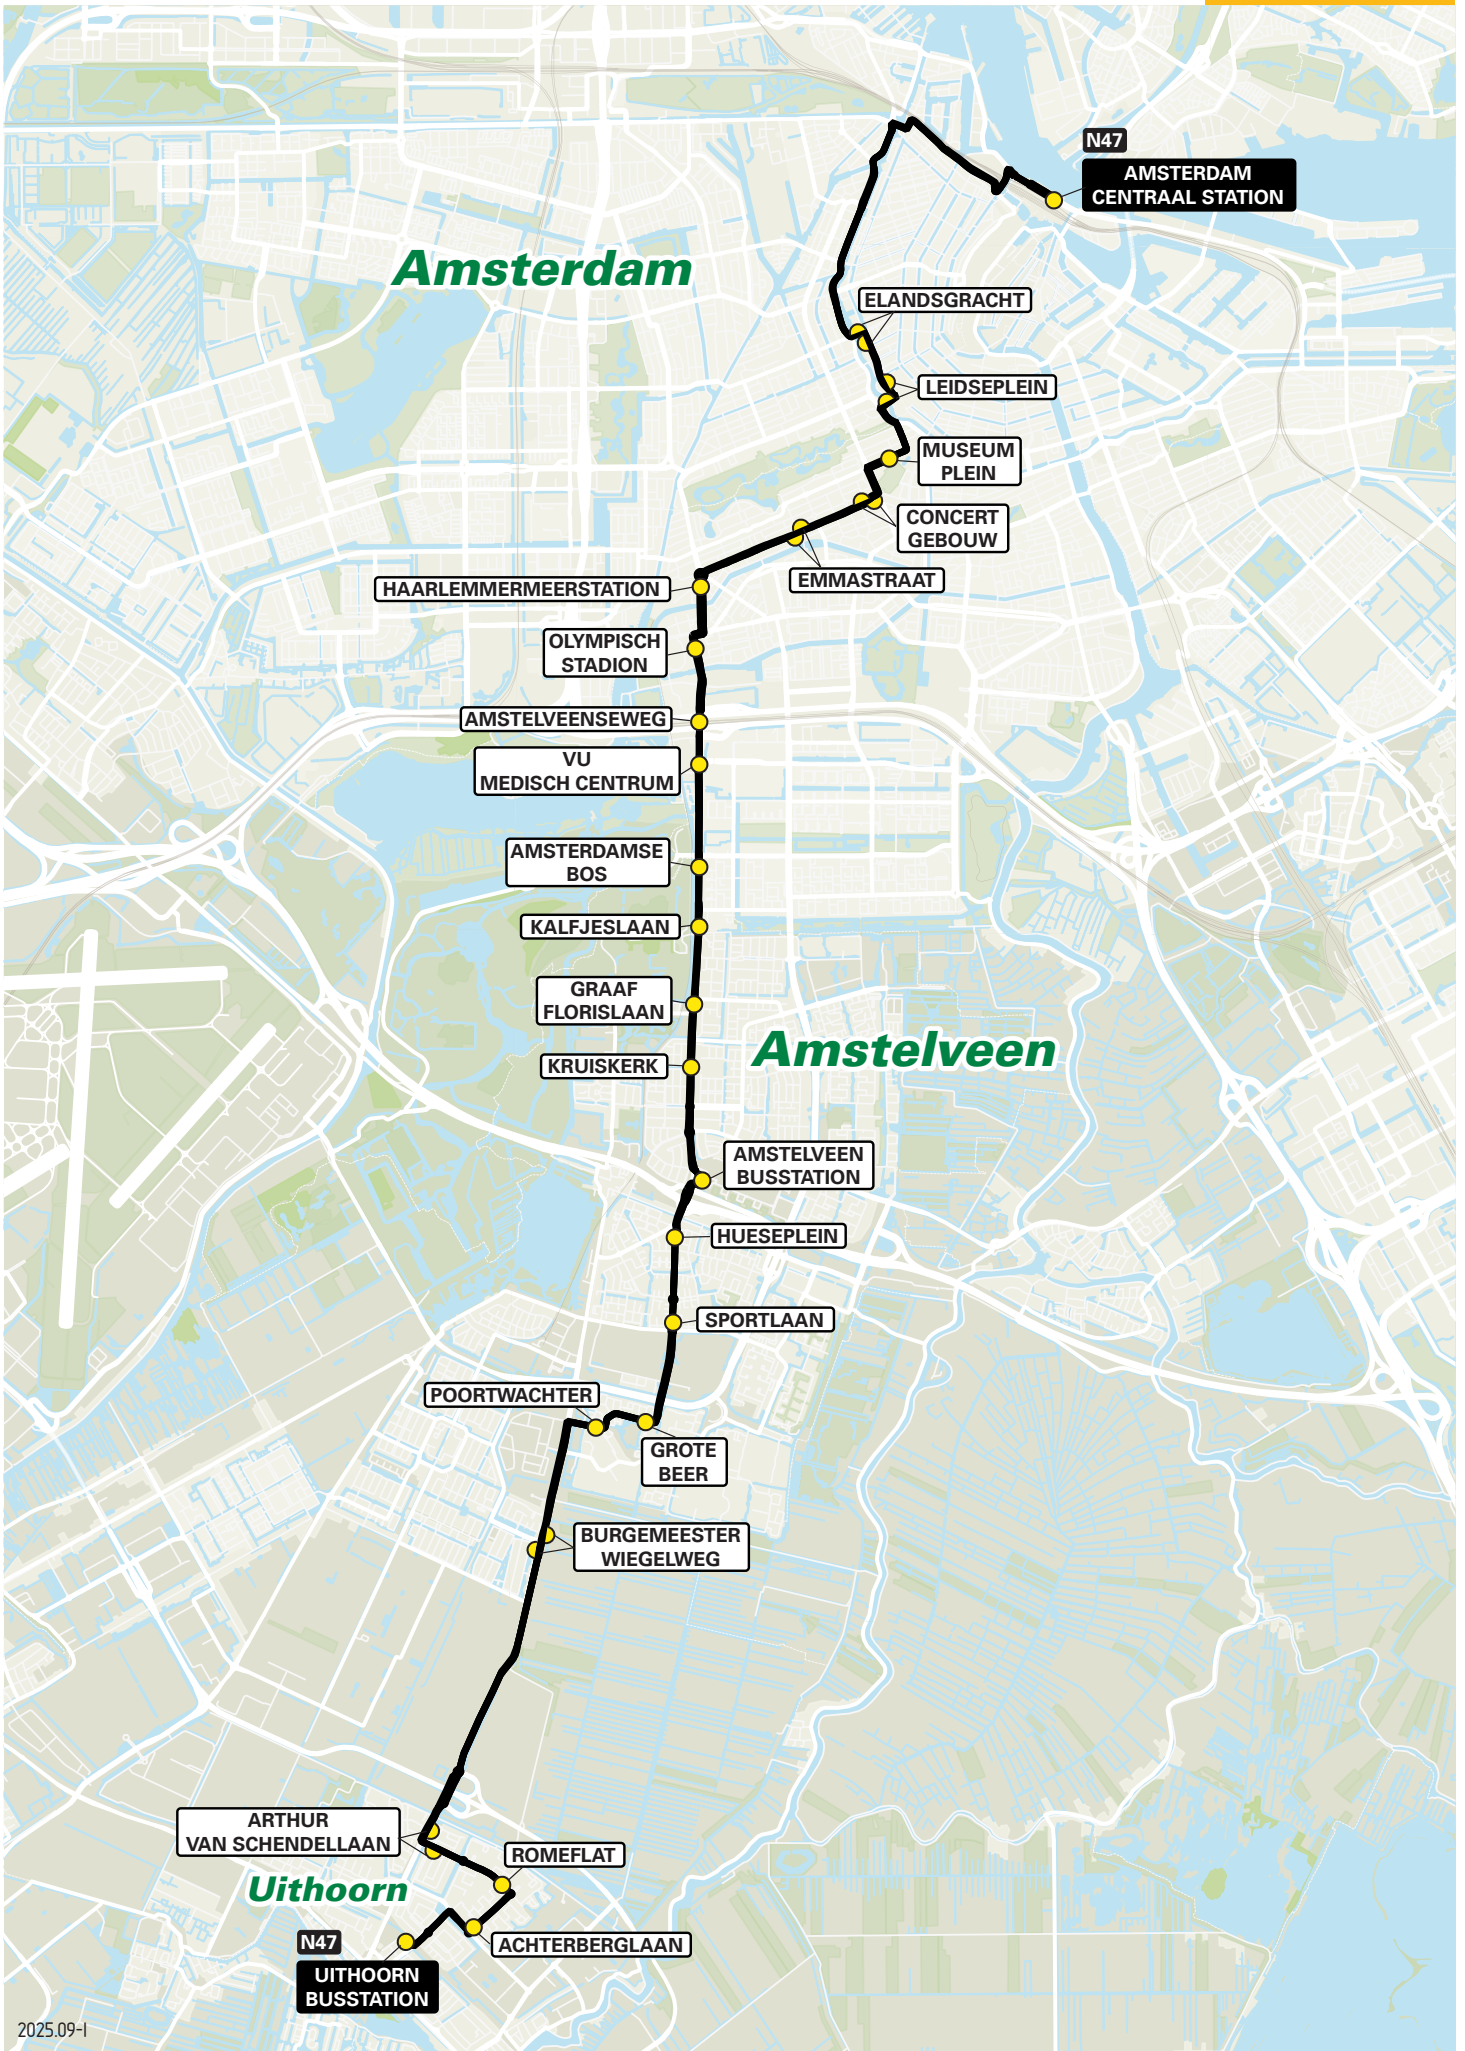 N47
AMSTERDAM
CENTRAAL STATION
Amsterdam
ELANDSGRACHT
LEIDSEPLEIN
MUSEUM
PLEIN
CONCERT
GEBOUW
EMMASTRAAT
HAARLEMMERMEERSTATION
OLYMPISCH
STADION
AMSTELVEENSEWEG
VU
MEDISCH CENTRUM
AMSTERDAMSE
BOS
KALFJESLAAN
GRAAF
FLORISLAAN
Amstelveen
KRUISKERK
AMSTELVEEN
BUSSTATION
HUESEPLEIN
SPORTLAAN
POORTWACHTER
GROTE
BEER
BURGEMEESTER
WIEGELWEG
ARTHUR
VAN SCHENDELLAAN
ROMEFLAT
Uithoorn
N47
ACHTERBERGLAAN
UITHOORN
BUSSTATION
2025.09-I